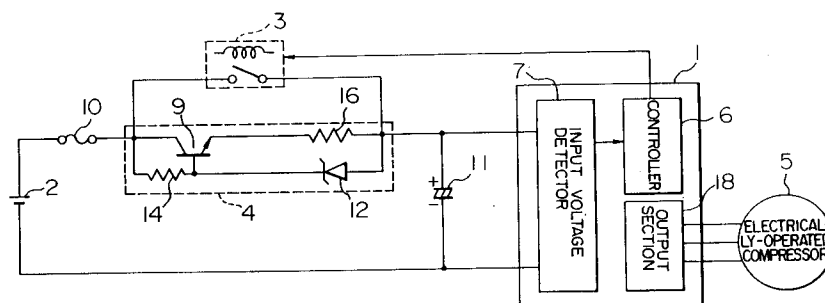 3
1
7
10
9
16
CONTROLLER
6
INPUT VOLTAGE
DETECTOR
18
5
2
14
12
+
-
11
4
OUTPUT
SECTION
ELECTRICAL
LY-OPERATED
COMPRESSOR